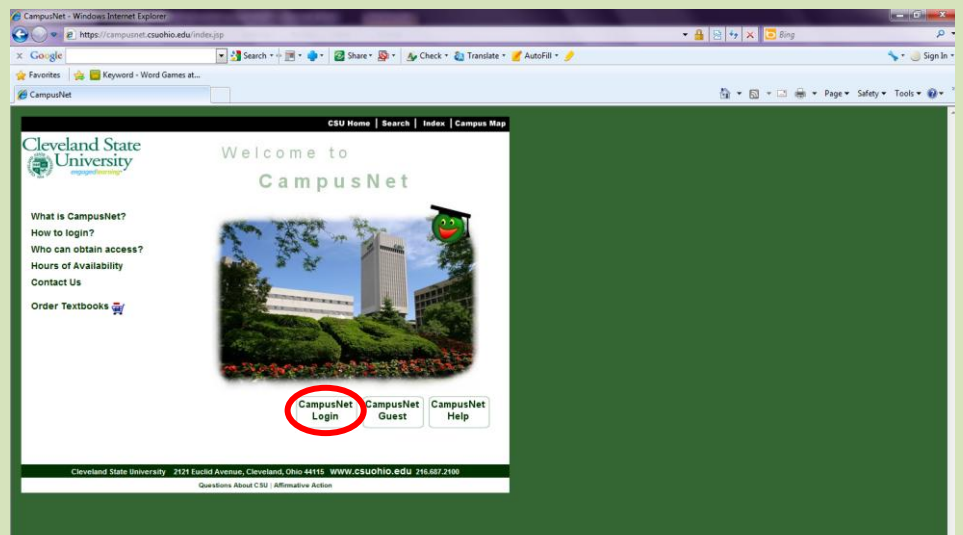 CampusNet - Windows Internet Explorer
https://campusnet.csuohio.edu/index.jsp
Bing
x Google
Search
Share
Check
Translate
AutoFill
Sign In
Favorites
Keyword - Word Games at...
CampusNet
Page
Safety
Tools
CSU Home | Search | Index | Campus Map
Cleveland State
University
engagedlearning
Welcome to
CampusNet
What is CampusNet?
How to login?
Who can obtain access?
Hours of Availability
Contact Us
Order Textbooks
CampusNet
Login
CampusNet
Guest
CampusNet
Help
Cleveland State University 2121 Euclid Avenue, Cleveland, Ohio 44115 www.csuohio.edu 216.687.2100
Questions About CSU | Affirmative Action